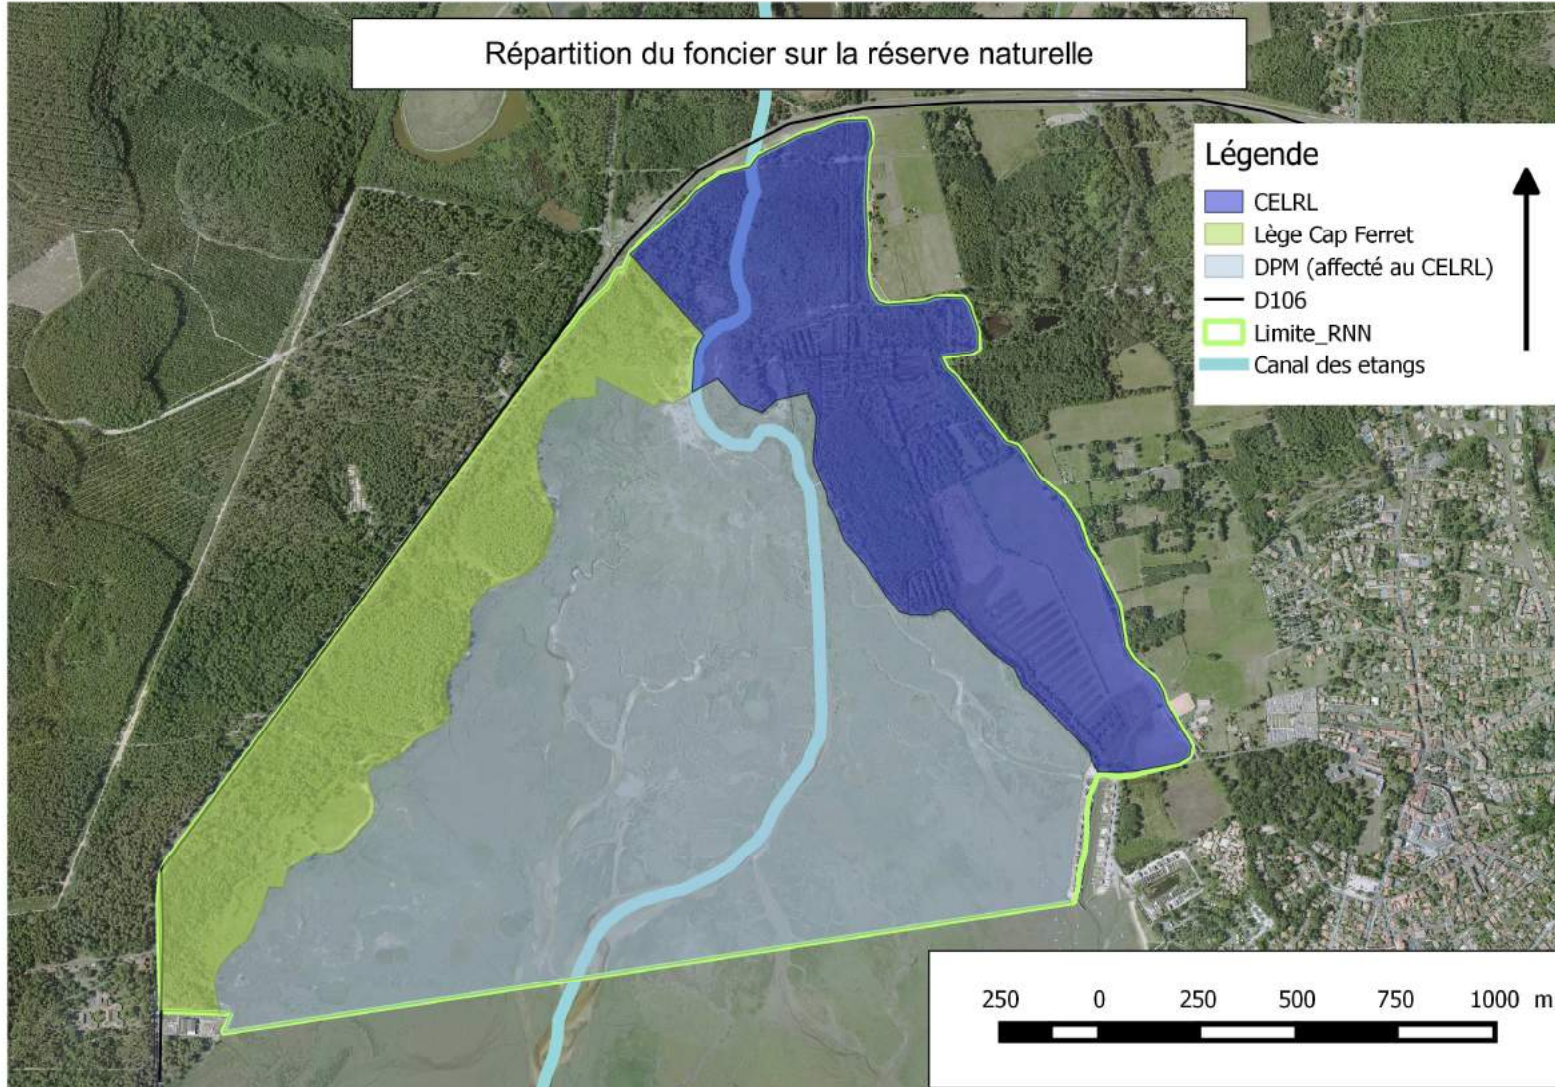 Répartition du foncier sur la réserve naturelle
Légende
CELRL
Lège Cap Ferret
DPM (affecté au CELRL)
D106
Limite_RNN
Canal des etangs
250 0 250 500 750 1000 m